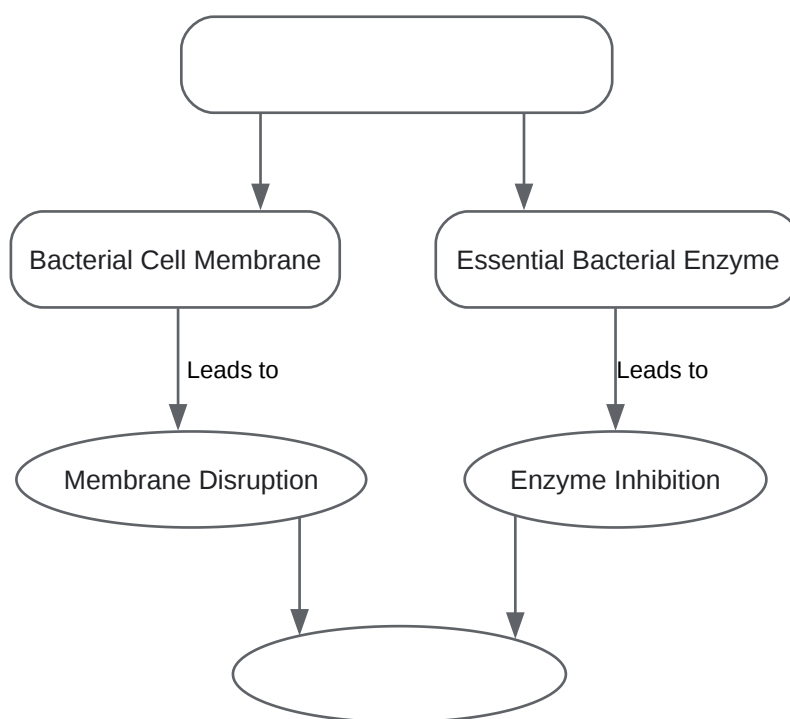 Bacterial Cell Membrane
Essential Bacterial Enzyme
Leads to
Leads to
Membrane Disruption
Enzyme Inhibition